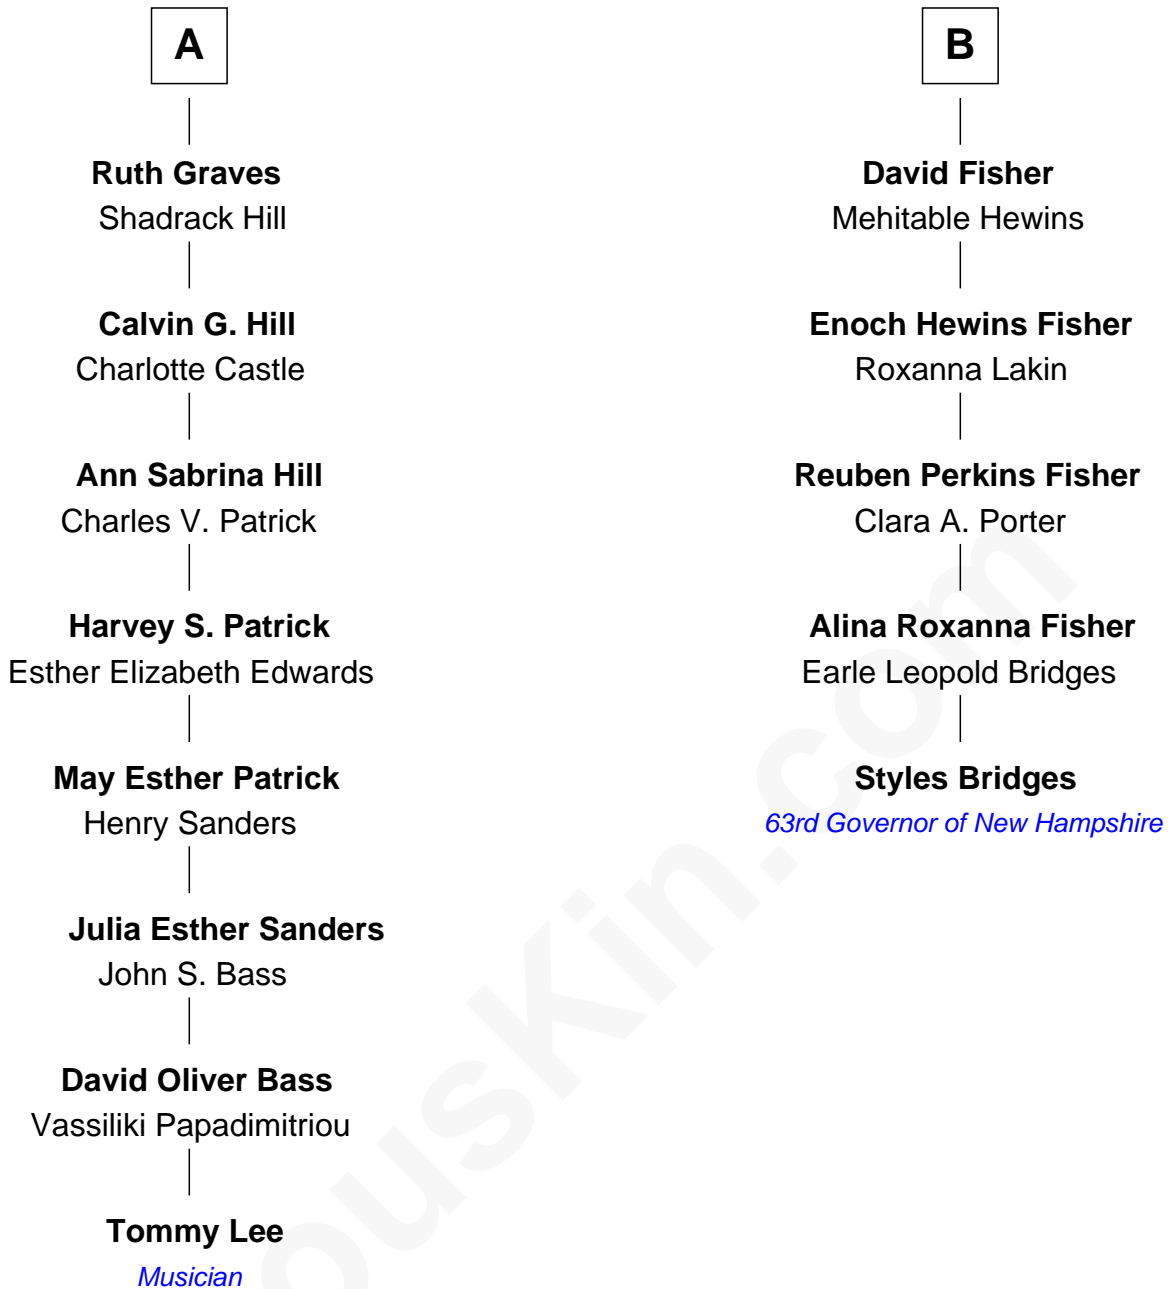 A
Ruth Graves
Shadrack Hill
Calvin G. Hill
Charlotte Castle
Ann Sabrina Hill
Charles V. Patrick
Harvey S. Patrick
Esther Elizabeth Edwards
May Esther Patrick
Henry Sanders
Julia Esther Sanders
John S. Bass
David Oliver Bass
Vassiliki Papadimitriou
Tommy Lee
Musician
B
David Fisher
Mehitable Hewins
Enoch Hewins Fisher
Roxanna Lakin
Reuben Perkins Fisher
Clara A. Porter
Alina Roxanna Fisher
Earle Leopold Bridges
Styles Bridges
63rd Governor of New Hampshire
ousKin.com